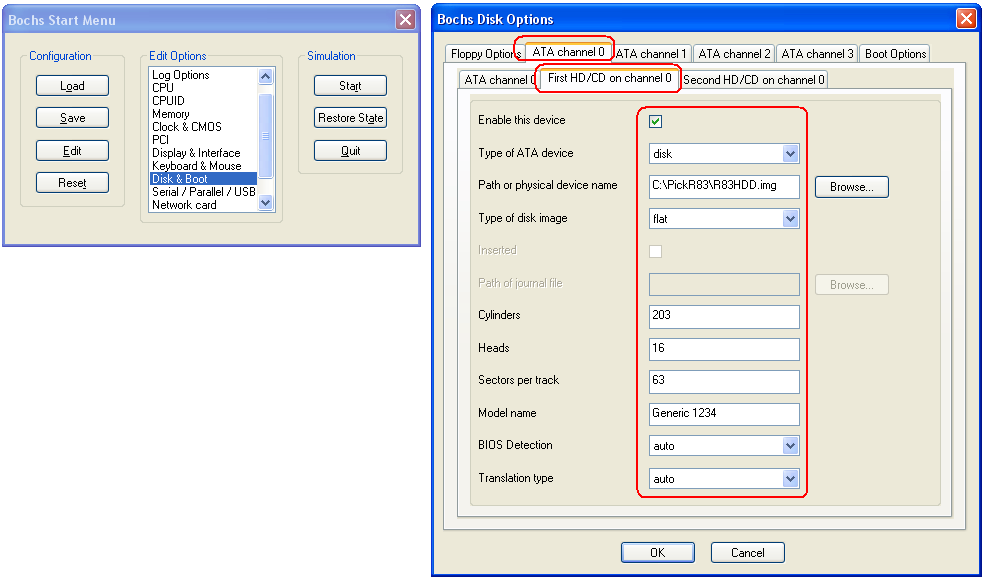 Bochs Start Menu
Configuration
Load
Save
Edit
Reset
Edit Options
Log Options
CPU
CPUID
Memory
Clock & CMOS
PCI
Display & Interface
Keyboard & Mouse
Disk & Boot
Serial / Parallel / USB
Network card
Simulation
Start
Restore State
Quit
Bochs Disk Options
Floppy Options ATA channel 0 ATA channel 1 ATA channel 2 ATA channel 3 Boot Options
ATA channel 0 First HD/CD on channel 0 Second HD/CD on channel 0
Enable this device
Type of ATA device disk
Path or physical device name C:\PickR83\R83HDD.img Browse...
Type of disk image flat
Inserted
Path of journal file Browse...
Cylinders 203
Heads 16
Sectors per track 63
Model name Generic 1234
BIOS Detection auto
Translation type auto
OK Cancel